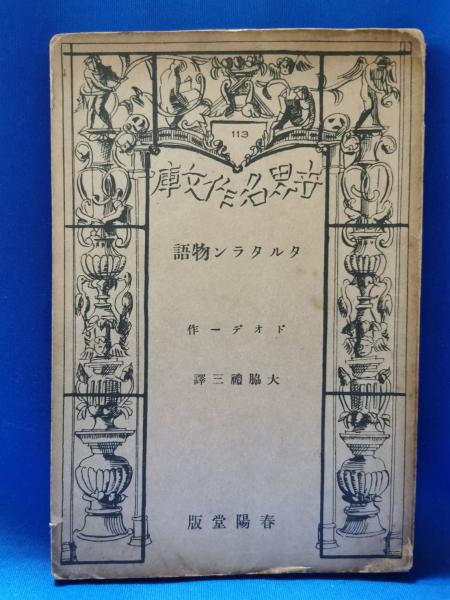 113
世界名作文庫
タルタラン物語
ドオデー作
大脇禮三譯
春陽堂版